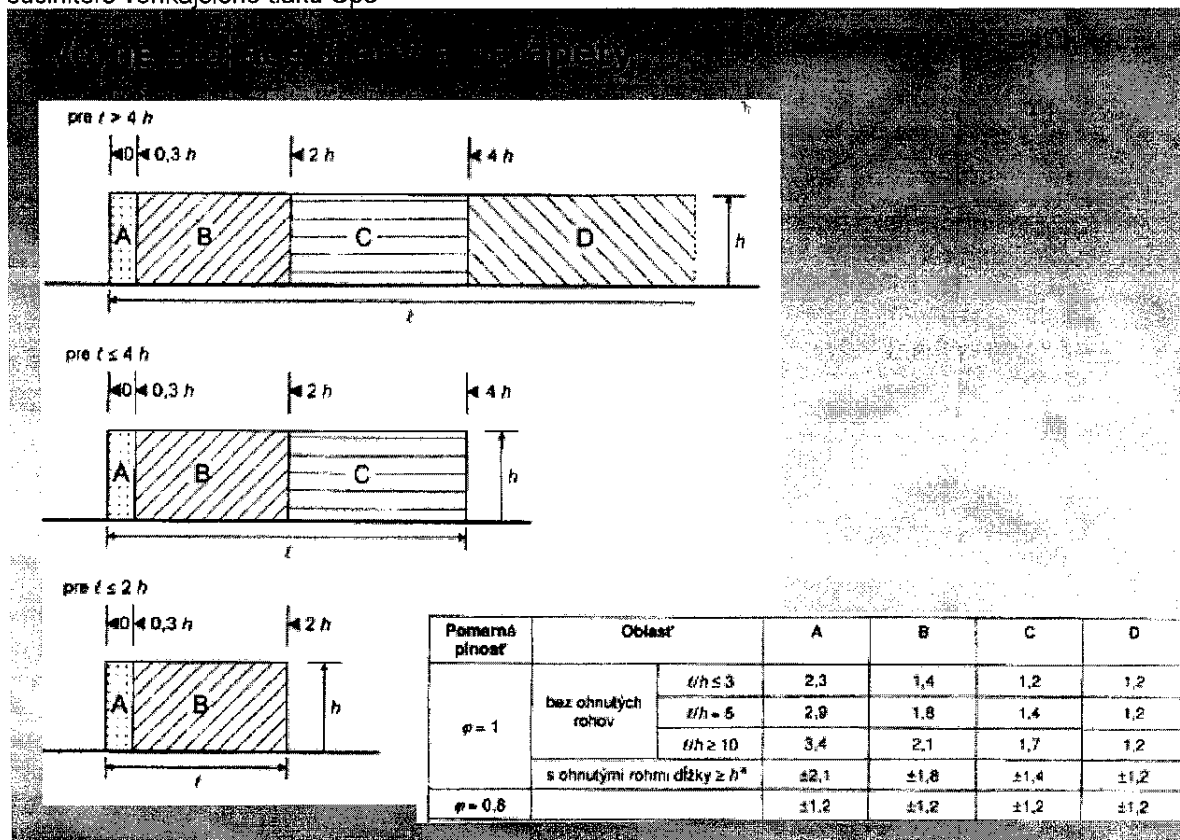 pre ℓ > 4 h
0 0,3 h 2 h 4 h
A B C D h
ℓ
pre ℓ ≤ 4 h
0 0,3 h 2 h 4 h
A B C h
ℓ
pre ℓ ≤ 2 h
0 0,3 h 2 h
A B h
ℓ
Pomerná plnosť Oblasť A B C D
φ = 1 bez ohnutých rohov ℓ/h ≤ 3 2,3 1,4 1,2 1,2
ℓ/h = 5 2,9 1,8 1,4 1,2
ℓ/h ≥ 10 3,4 2,1 1,7 1,2
s ohnutými rohmi dĺžky ≥ h* ±2,1 ±1,8 ±1,4 ±1,2
φ = 0,8 ±1,2 ±1,2 ±1,2 ±1,2